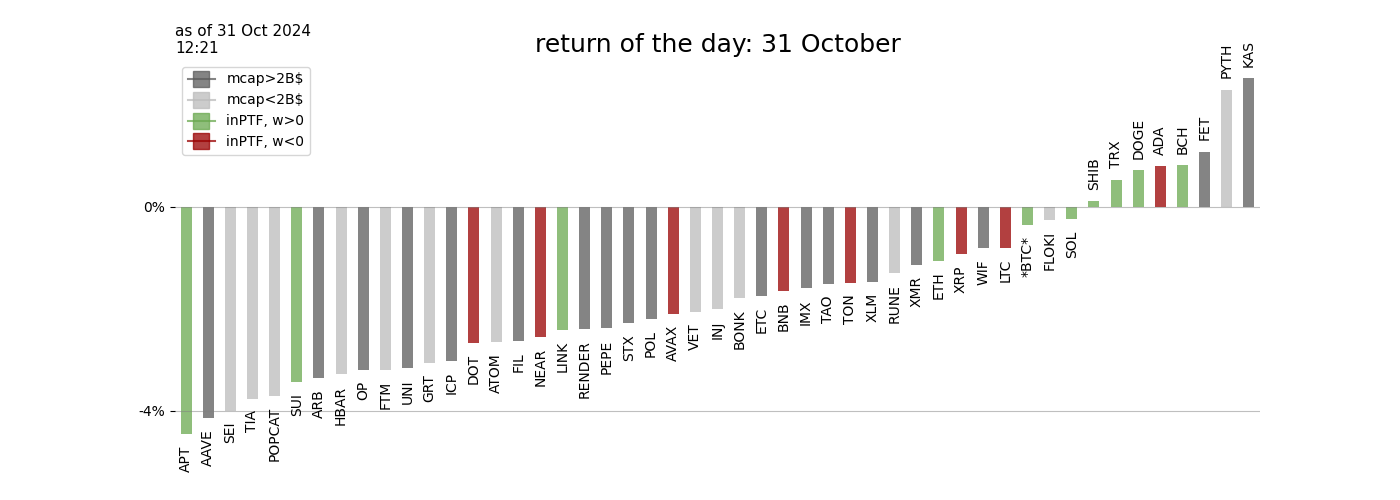 as of 31 Oct 2024
12:21
return of the day: 31 October
mcap>2B$
mcap<2B$
inPTF, w>0
inPTF, w<0
0%
-4%
APT
AAVE
SEI
TIA
POPCAT
SUI
ARB
HBAR
OP
FTM
UNI
GRT
ICP
DOT
ATOM
FIL
NEAR
LINK
RENDER
PEPE
STX
POL
AVAX
VET
INJ
BONK
ETC
BNB
IMX
TAO
TON
XLM
RUNE
XMR
ETH
XRP
WIF
LTC
*BTC*
FLOKI
SOL
SHIB
TRX
DOGE
ADA
BCH
FET
PYTH
KAS